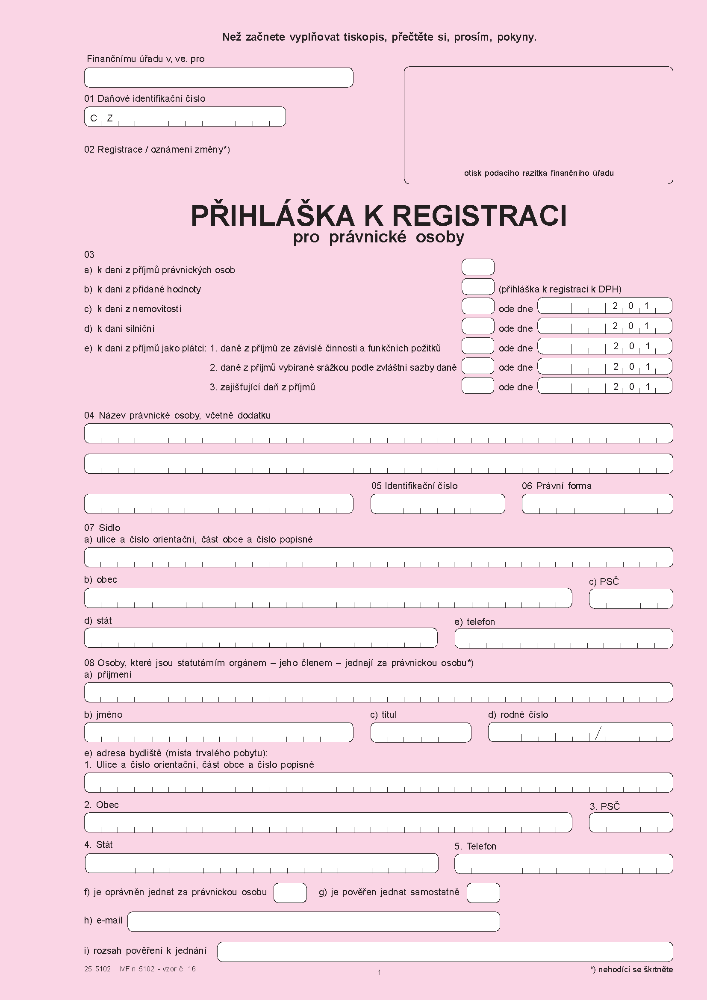 Než začnete vyplňovat tiskopis, přečtěte si, prosím, pokyny.
Finančnímu úřadu v, ve, pro
01 Daňové identifikační číslo
C Z
02 Registrace / oznámení změny*)
otisk podacího razítka finančního úřadu
PŘIHLÁŠKA K REGISTRACI
pro právnické osoby
03
a) k dani z příjmů právnických osob
b) k dani z přidané hodnoty (přihláška k registraci k DPH)
c) k dani z nemovitostí ode dne 2 0 1
d) k dani silniční ode dne 2 0 1
e) k dani z příjmů jako plátci: 1. daně z příjmů ze závislé činnosti a funkčních požitků ode dne 2 0 1
2. daně z příjmů vybírané srážkou podle zvláštní sazby daně ode dne 2 0 1
3. zajišťující daň z příjmů ode dne 2 0 1
04 Název právnické osoby, včetně dodatku
05 Identifikační číslo 06 Právní forma
07 Sídlo
a) ulice a číslo orientační, část obce a číslo popisné
b) obec c) PSČ
d) stát e) telefon
08 Osoby, které jsou statutárním orgánem – jeho členem – jednají za právnickou osobu*)
a) příjmení
b) jméno c) titul d) rodné číslo
/
e) adresa bydliště (místa trvalého pobytu):
1. Ulice a číslo orientační, část obce a číslo popisné
2. Obec 3. PSČ
4. Stát 5. Telefon
f) je oprávněn jednat za právnickou osobu g) je pověřen jednat samostatně
h) e-mail
i) rozsah pověření k jednání
25 5102 MFin 5102 - vzor č. 16 1 *) nehodící se škrtněte